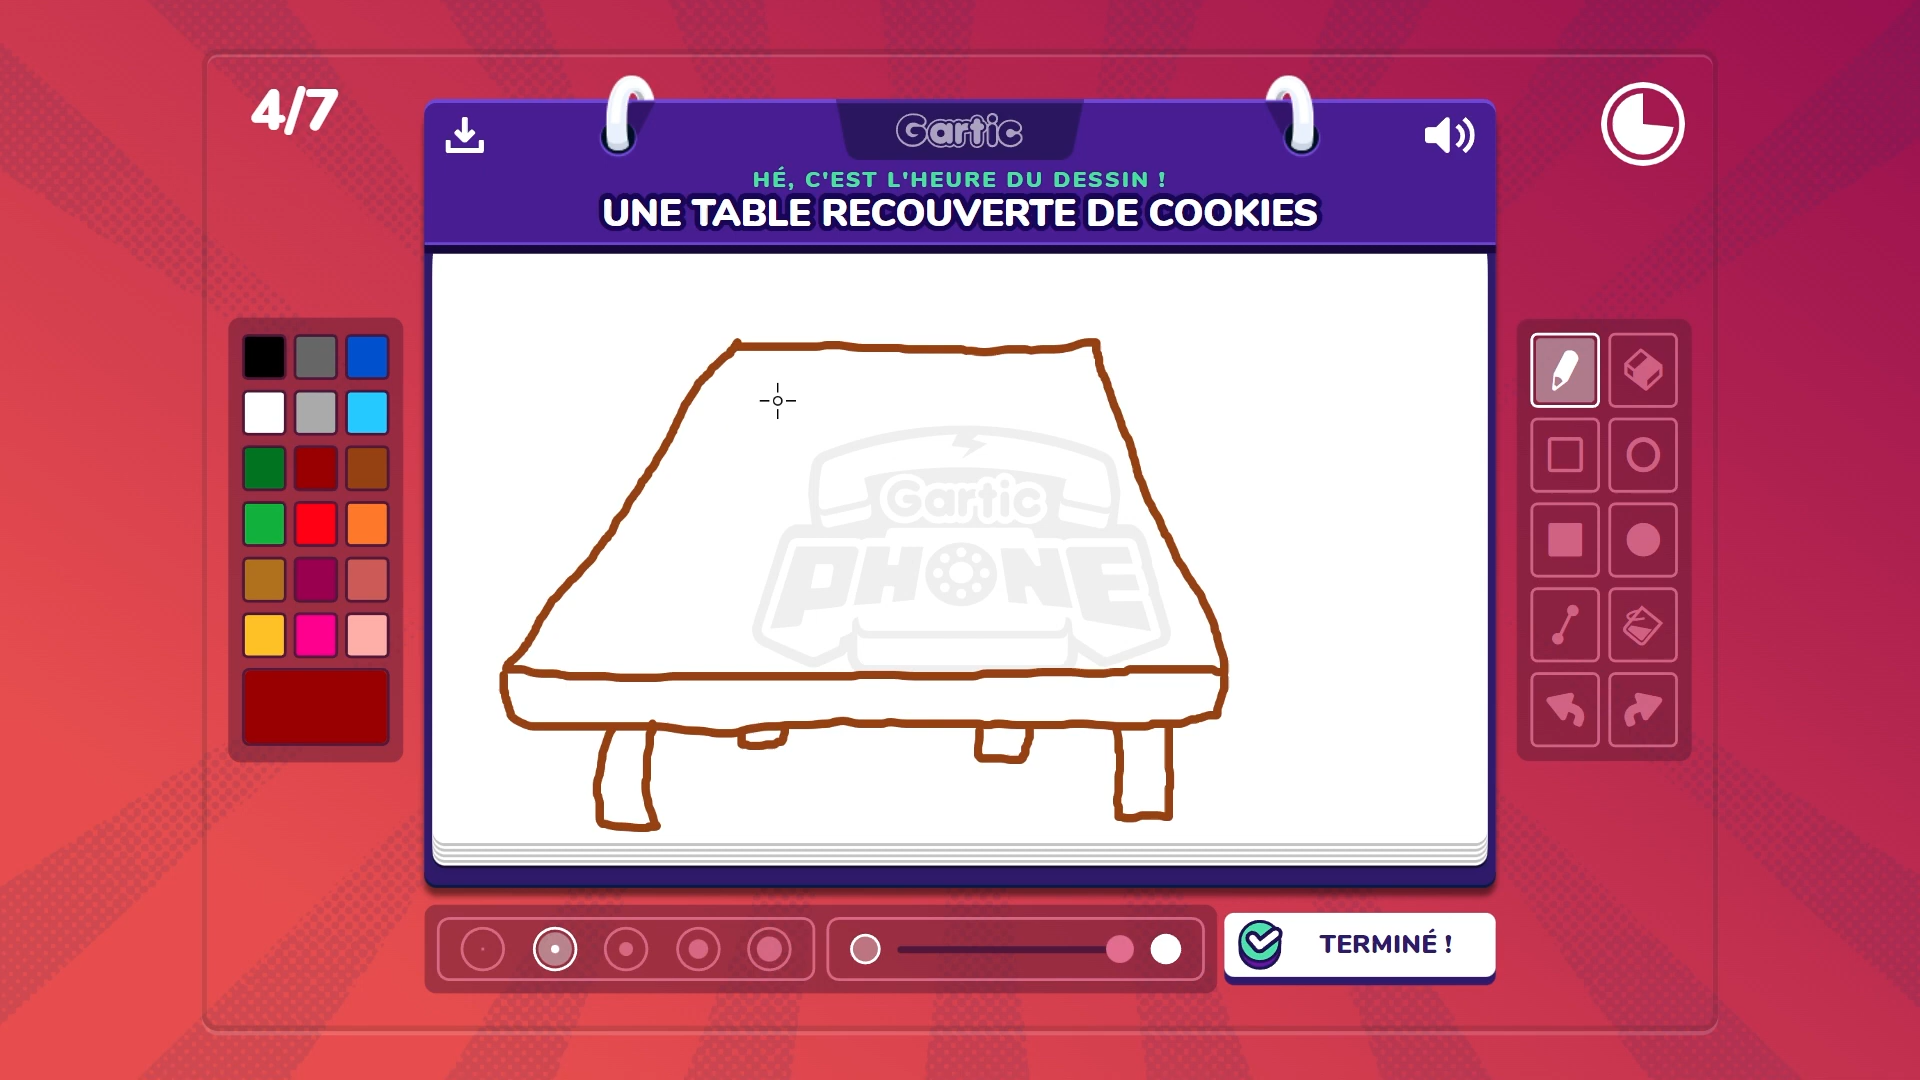 4/7
Gartic
HÉ, C'EST L'HEURE DU DESSIN !
UNE TABLE RECOUVERTE DE COOKIES
Gartic
PHONE
TERMINÉ !